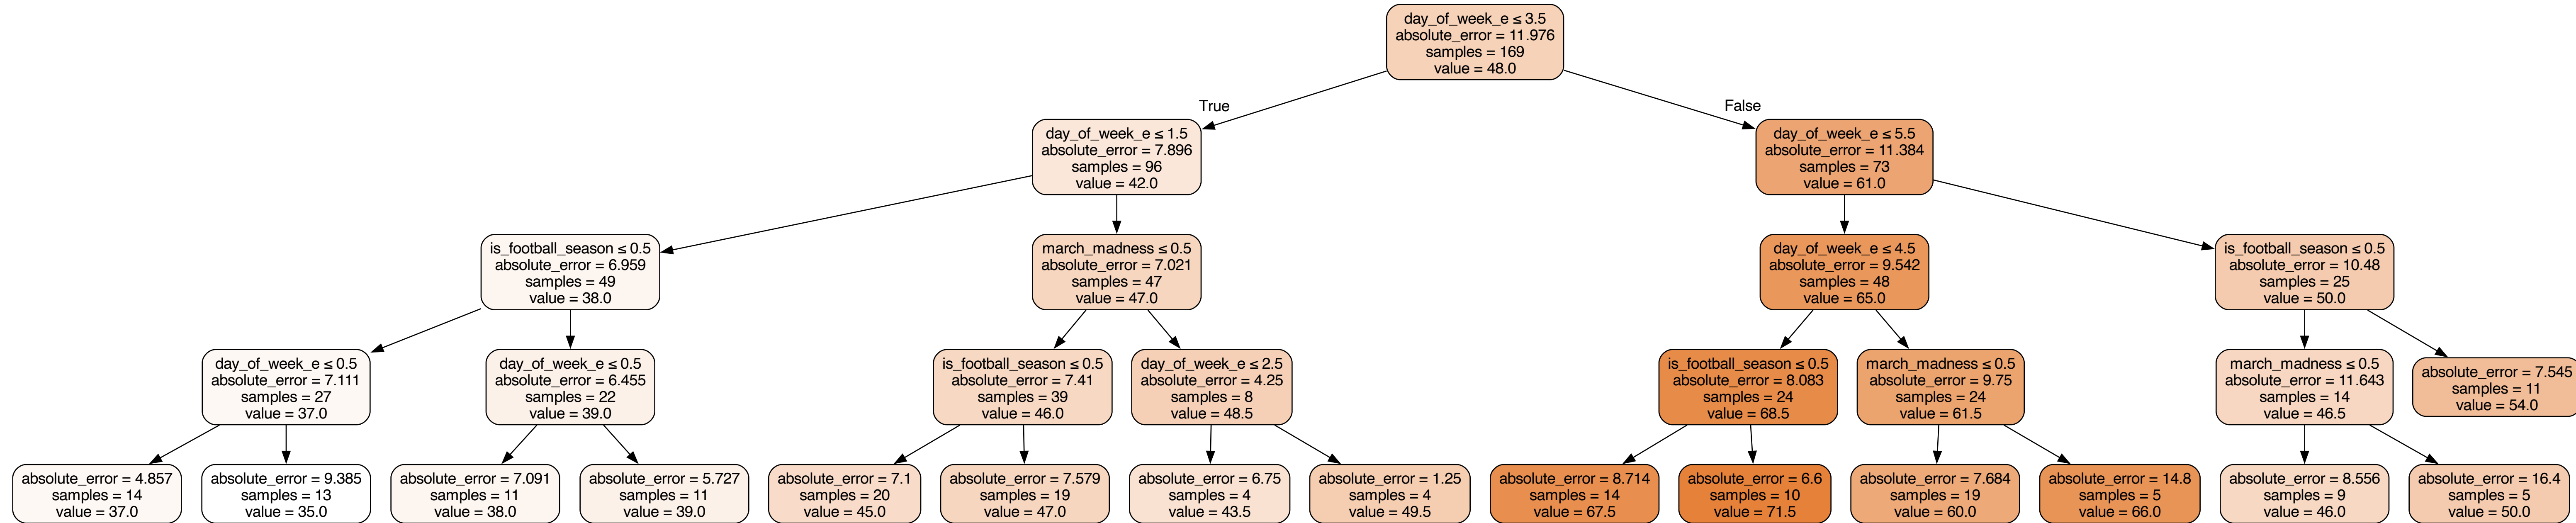 day_of_week_e ≤ 3.5
absolute_error = 11.976
samples = 169
value = 48.0
True
False
day_of_week_e ≤ 1.5
absolute_error = 7.896
samples = 96
value = 42.0
day_of_week_e ≤ 5.5
absolute_error = 11.384
samples = 73
value = 61.0
is_football_season ≤ 0.5
absolute_error = 6.959
samples = 49
value = 38.0
march_madness ≤ 0.5
absolute_error = 7.021
samples = 47
value = 47.0
day_of_week_e ≤ 4.5
absolute_error = 9.542
samples = 48
value = 65.0
is_football_season ≤ 0.5
absolute_error = 10.48
samples = 25
value = 50.0
day_of_week_e ≤ 0.5
absolute_error = 7.111
samples = 27
value = 37.0
day_of_week_e ≤ 0.5
absolute_error = 6.455
samples = 22
value = 39.0
is_football_season ≤ 0.5
absolute_error = 7.41
samples = 39
value = 46.0
day_of_week_e ≤ 2.5
absolute_error = 4.25
samples = 8
value = 48.5
is_football_season ≤ 0.5
absolute_error = 8.083
samples = 24
value = 68.5
march_madness ≤ 0.5
absolute_error = 9.75
samples = 24
value = 61.5
march_madness ≤ 0.5
absolute_error = 11.643
samples = 14
value = 46.5
absolute_error = 7.545
samples = 11
value = 54.0
absolute_error = 4.857
samples = 14
value = 37.0
absolute_error = 9.385
samples = 13
value = 35.0
absolute_error = 7.091
samples = 11
value = 38.0
absolute_error = 5.727
samples = 11
value = 39.0
absolute_error = 7.1
samples = 20
value = 45.0
absolute_error = 7.579
samples = 19
value = 47.0
absolute_error = 6.75
samples = 4
value = 43.5
absolute_error = 1.25
samples = 4
value = 49.5
absolute_error = 8.714
samples = 14
value = 67.5
absolute_error = 6.6
samples = 10
value = 71.5
absolute_error = 7.684
samples = 19
value = 60.0
absolute_error = 14.8
samples = 5
value = 66.0
absolute_error = 8.556
samples = 9
value = 46.0
absolute_error = 16.4
samples = 5
value = 50.0